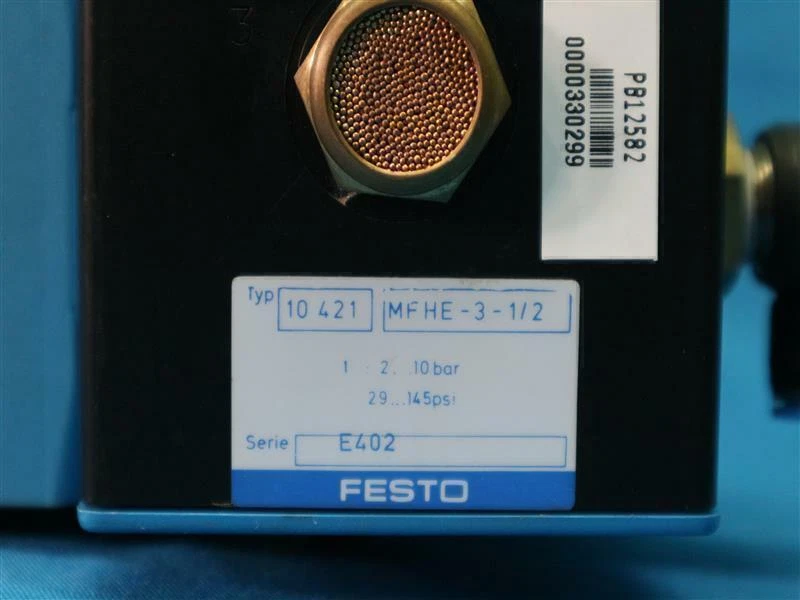 3
PB12582
0000330299
Typ 10 421 MFHE-3-1/2
1 : 2...10 bar
29...145psi
Serie E402
FESTO